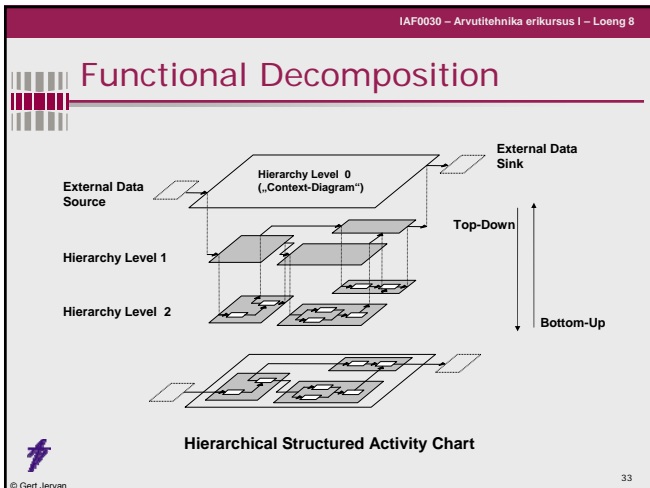 IAF0030 – Arvutitehnika erikursus I – Loeng 8
Functional Decomposition
External Data
Sink
Hierarchy Level 0
(„Context-Diagram“)
External Data
Source
Top-Down
Hierarchy Level 1
Hierarchy Level 2
Bottom-Up
Hierarchical Structured Activity Chart
© Gert Jervan
33